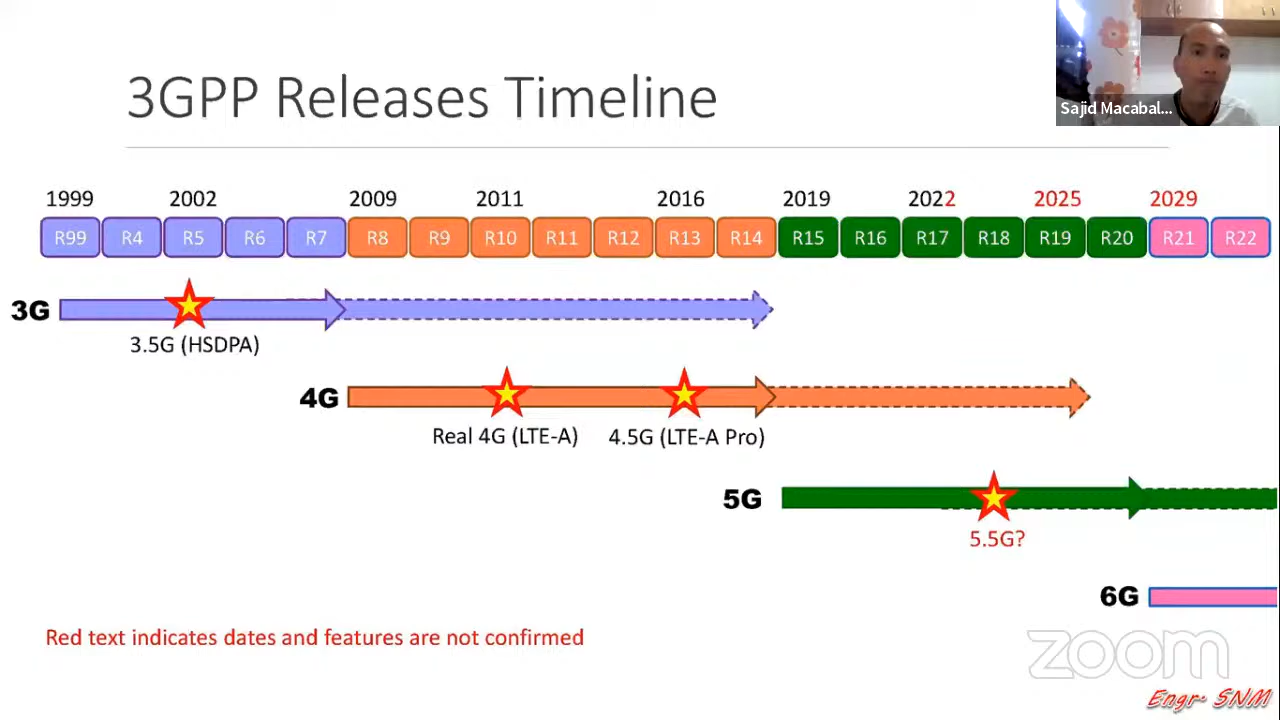 3GPP Releases Timeline
Sajid Macabal...
1999 2002 2009 2011 2016 2019 2022 2025 2029
R99 R4 R5 R6 R7 R8 R9 R10 R11 R12 R13 R14 R15 R16 R17 R18 R19 R20 R21 R22
3G
3.5G (HSDPA)
4G
Real 4G (LTE-A) 4.5G (LTE-A Pro)
5G
5.5G?
6G
Red text indicates dates and features are not confirmed
zoom
Engr. SNM